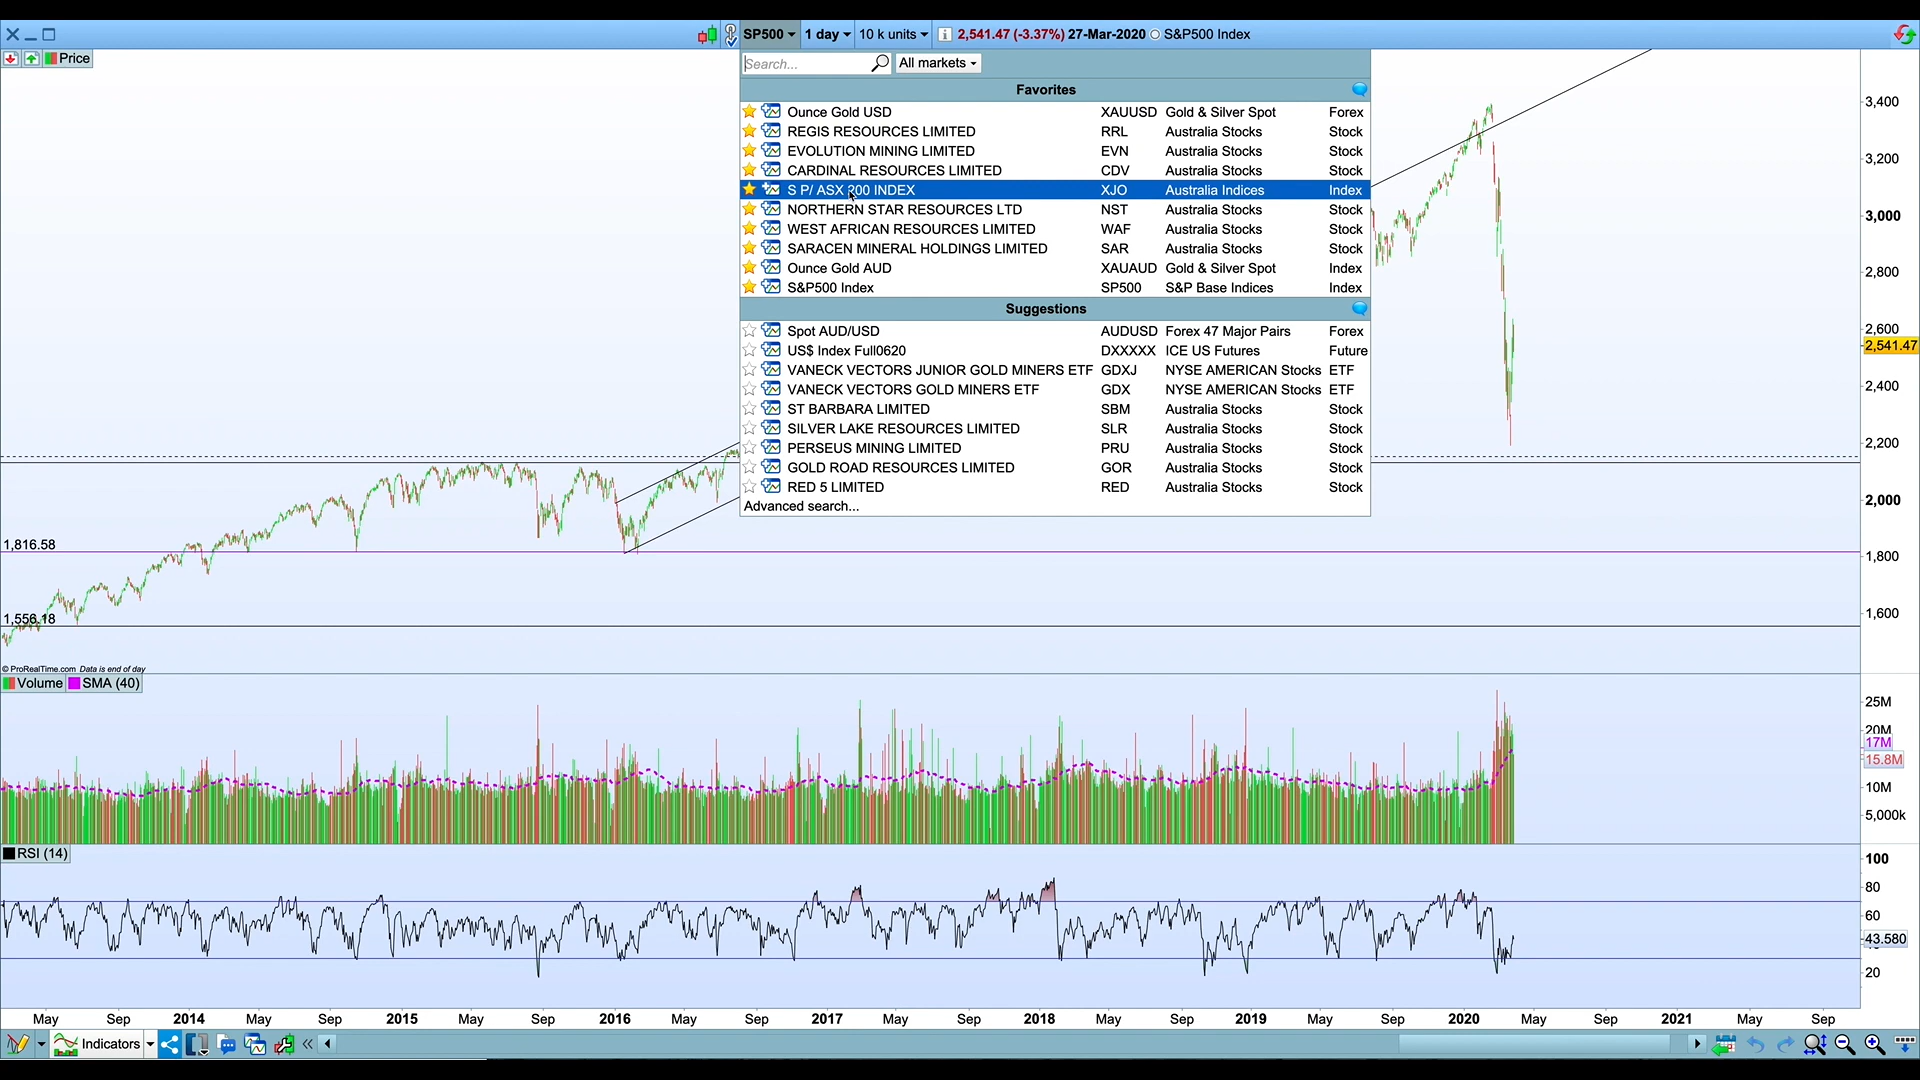 SP500 1 day 10 k units 2,541.47 (-3.37%) 27-Mar-2020 S&P500 Index
Price
Search... All markets
Favorites
Ounce Gold USD XAUUSD Gold & Silver Spot Forex
REGIS RESOURCES LIMITED RRL Australia Stocks Stock
EVOLUTION MINING LIMITED EVN Australia Stocks Stock
CARDINAL RESOURCES LIMITED CDV Australia Stocks Stock
S P/ ASX 200 INDEX XJO Australia Indices Index
NORTHERN STAR RESOURCES LTD NST Australia Stocks Stock
WEST AFRICAN RESOURCES LIMITED WAF Australia Stocks Stock
SARACEN MINERAL HOLDINGS LIMITED SAR Australia Stocks Stock
Ounce Gold AUD XAUAUD Gold & Silver Spot Index
S&P500 Index SP500 S&P Base Indices Index
Suggestions
Spot AUD/USD AUDUSD Forex 47 Major Pairs Forex
US$ Index Full0620 DXXXXX ICE US Futures Future
VANECK VECTORS JUNIOR GOLD MINERS ETF GDXJ NYSE AMERICAN Stocks ETF
VANECK VECTORS GOLD MINERS ETF GDX NYSE AMERICAN Stocks ETF
ST BARBARA LIMITED SBM Australia Stocks Stock
SILVER LAKE RESOURCES LIMITED SLR Australia Stocks Stock
PERSEUS MINING LIMITED PRU Australia Stocks Stock
GOLD ROAD RESOURCES LIMITED GOR Australia Stocks Stock
RED 5 LIMITED RED Australia Stocks Stock
Advanced search...
3,400
3,200
3,000
2,800
2,600
2,541.47
2,400
2,200
2,000
1,800
1,600
1,816.58
1,556.18
© ProRealTime.com Data is end of day
Volume SMA (40)
25M
20M
17M
15.8M
10M
5,000k
RSI (14)
100
80
60
43.580
20
May Sep 2014 May Sep 2015 May Sep 2016 May Sep 2017 May Sep 2018 May Sep 2019 May Sep 2020 May Sep 2021 May Sep
Indicators